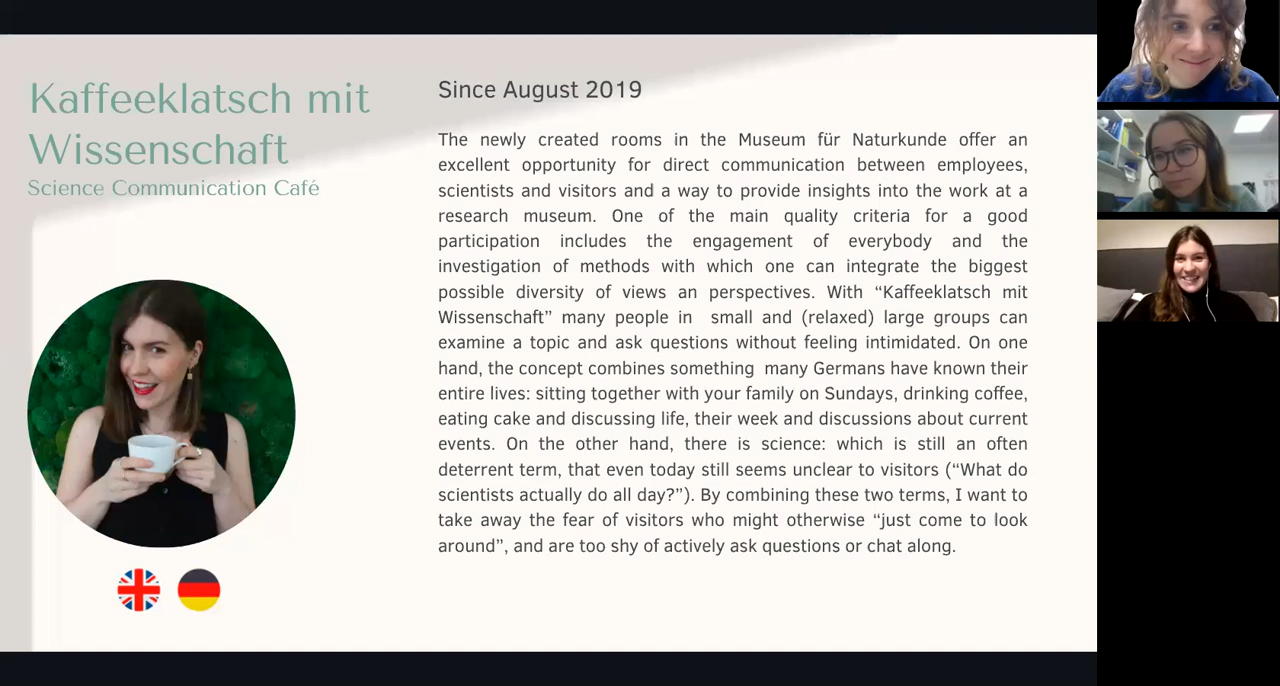 Kaffeeklatsch mit
Wissenschaft
Science Communication Café
Since August 2019
The newly created rooms in the Museum für Naturkunde offer an
excellent opportunity for direct communication between employees,
scientists and visitors and a way to provide insights into the work at a
research museum. One of the main quality criteria for a good
participation includes the engagement of everybody and the
investigation of methods with which one can integrate the biggest
possible diversity of views an perspectives. With “Kaffeeklatsch mit
Wissenschaft” many people in small and (relaxed) large groups can
examine a topic and ask questions without feeling intimidated. On one
hand, the concept combines something many Germans have known their
entire lives: sitting together with your family on Sundays, drinking coffee,
eating cake and discussing life, their week and discussions about current
events. On the other hand, there is science: which is still an often
deterrent term, that even today still seems unclear to visitors (“What do
scientists actually do all day?”). By combining these two terms, I want to
take away the fear of visitors who might otherwise “just come to look
around”, and are too shy of actively ask questions or chat along.